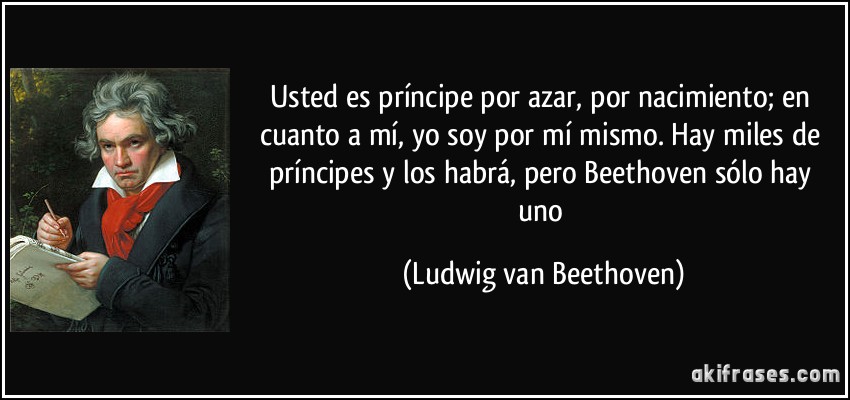 Usted es príncipe por azar, por nacimiento; en
cuanto a mí, yo soy por mí mismo. Hay miles de
príncipes y los habrá, pero Beethoven sólo hay
uno
(Ludwig van Beethoven)
akifrases.com